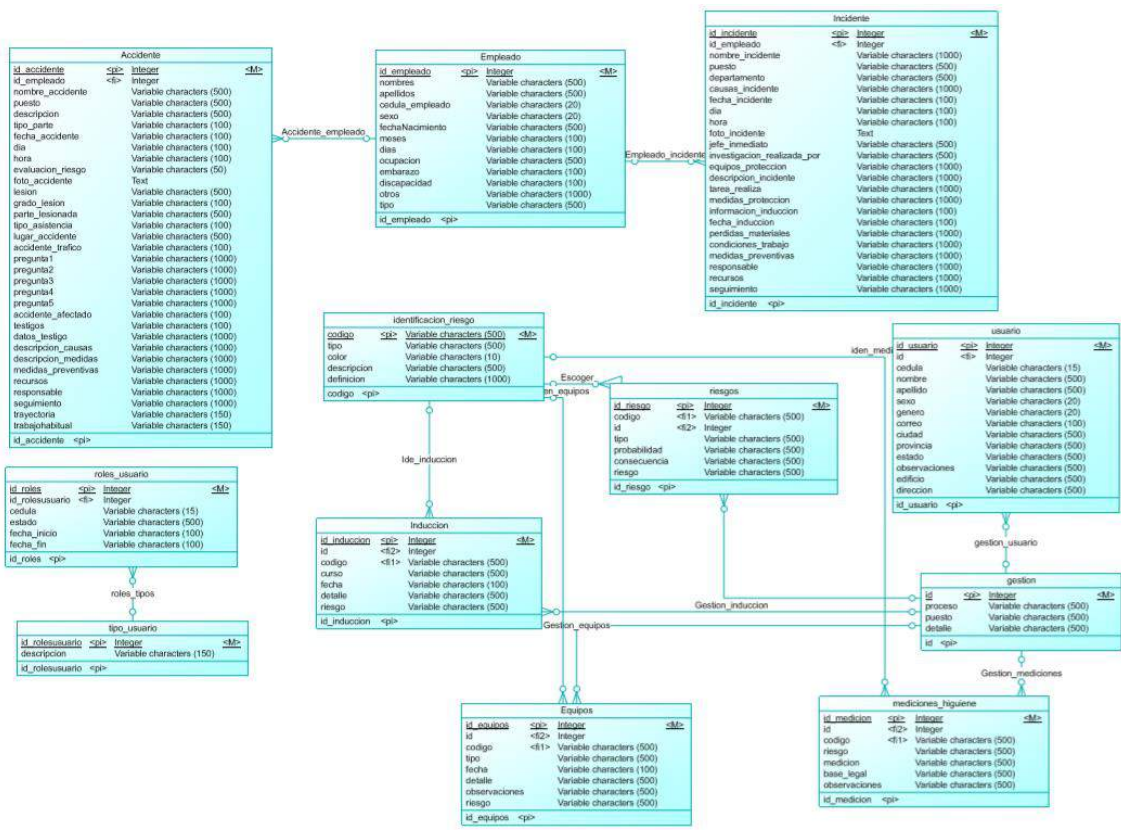 Accidente
id_accidente <pi> Integer <M>
id_empleado <fi> Integer
nombre_accidente Variable characters (500)
puesto Variable characters (500)
descripcion Variable characters (500)
tipo_parte Variable characters (100)
fecha_accidente Variable characters (100)
dia Variable characters (100)
hora Variable characters (100)
evaluacion_riesgo Variable characters (50)
foto_accidente Text
lesion Variable characters (500)
grado_lesion Variable characters (100)
parte_lesionada Variable characters (500)
tipo_asistencia Variable characters (100)
lugar_accidente Variable characters (500)
accidente_trafico Variable characters (100)
pregunta1 Variable characters (1000)
pregunta2 Variable characters (1000)
pregunta3 Variable characters (1000)
pregunta4 Variable characters (1000)
pregunta5 Variable characters (1000)
accidente_afectado Variable characters (100)
testigos Variable characters (100)
datos_testigo Variable characters (1000)
descripcion_causas Variable characters (1000)
descripcion_medidas Variable characters (1000)
medidas_preventivas Variable characters (1000)
recursos Variable characters (1000)
responsable Variable characters (1000)
seguimiento Variable characters (1000)
trayectoria Variable characters (150)
trabajohabitual Variable characters (150)
id_accidente <pi>
Accidente_empleado
Empleado
id_empleado <pi> Integer <M>
nombres Variable characters (500)
apellidos Variable characters (500)
cedula_empleado Variable characters (20)
sexo Variable characters (20)
fechaNacimiento Variable characters (500)
meses Variable characters (100)
dias Variable characters (100)
ocupacion Variable characters (500)
embarazo Variable characters (100)
discapacidad Variable characters (100)
otros Variable characters (1000)
tipo Variable characters (500)
id_empleado <pi>
Empleado_incidente
Incidente
id_incidente <pi> Integer <M>
id_empleado <fi> Integer
nombre_incidente Variable characters (1000)
puesto Variable characters (500)
departamento Variable characters (500)
causas_incidente Variable characters (1000)
fecha_incidente Variable characters (100)
dia Variable characters (100)
hora Variable characters (100)
foto_incidente Text
jefe_inmediato Variable characters (500)
investigacion_realizada_por Variable characters (500)
equipos_proteccion Variable characters (1000)
descripcion_incidente Variable characters (1000)
tarea_realiza Variable characters (1000)
medidas_proteccion Variable characters (1000)
informacion_induccion Variable characters (100)
fecha_induccion Variable characters (100)
perdidas_materiales Variable characters (1000)
condiciones_trabajo Variable characters (1000)
medidas_preventivas Variable characters (1000)
responsable Variable characters (1000)
recursos Variable characters (1000)
seguimiento Variable characters (1000)
id_incidente <pi>
identificacion_riesgo
codigo <pi> Variable characters (500) <M>
tipo Variable characters (500)
color Variable characters (10)
descripcion Variable characters (500)
definicion Variable characters (1000)
codigo <pi>
iden_medi
Escoger
en_equipos
Ide_induccion
riesgos
id_riesgo <pi> Integer <M>
codigo <fi1> Variable characters (500)
id <fi2> Integer
tipo Variable characters (500)
probabilidad Variable characters (500)
consecuencia Variable characters (500)
riesgo Variable characters (500)
id_riesgo <pi>
usuario
id_usuario <pi> Integer <M>
id <fi> Integer
cedula Variable characters (15)
nombre Variable characters (500)
apellido Variable characters (500)
sexo Variable characters (20)
genero Variable characters (20)
correo Variable characters (100)
ciudad Variable characters (500)
provincia Variable characters (500)
estado Variable characters (500)
observaciones Variable characters (500)
edificio Variable characters (500)
direccion Variable characters (500)
id_usuario <pi>
gestion_usuario
roles_usuario
id_roles <pi> Integer <M>
id_rolesusuario <fi> Integer
cedula Variable characters (15)
estado Variable characters (500)
fecha_inicio Variable characters (100)
fecha_fin Variable characters (100)
id_roles <pi>
roles_tipos
tipo_usuario
id_rolesusuario <pi> Integer <M>
descripcion Variable characters (150)
id_rolesusuario <pi>
Induccion
id_induccion <pi> Integer <M>
id <fi2> Integer
codigo <fi1> Variable characters (500)
curso Variable characters (500)
fecha Variable characters (100)
detalle Variable characters (500)
riesgo Variable characters (500)
id_induccion <pi>
Gestion_induccion
Gestion_equipos
gestion
id <pi> Integer <M>
proceso Variable characters (500)
puesto Variable characters (500)
detalle Variable characters (500)
id <pi>
Gestion_mediciones
Equipos
id_equipos <pi> Integer <M>
id <fi2> Integer
codigo <fi1> Variable characters (500)
tipo Variable characters (500)
fecha Variable characters (100)
detalle Variable characters (500)
observaciones Variable characters (500)
riesgo Variable characters (500)
id_equipos <pi>
mediciones_higuiene
id_medicion <pi> Integer <M>
id <fi2> Integer
codigo <fi1> Variable characters (500)
riesgo Variable characters (500)
medicion Variable characters (500)
base_legal Variable characters (500)
observaciones Variable characters (500)
id_medicion <pi>